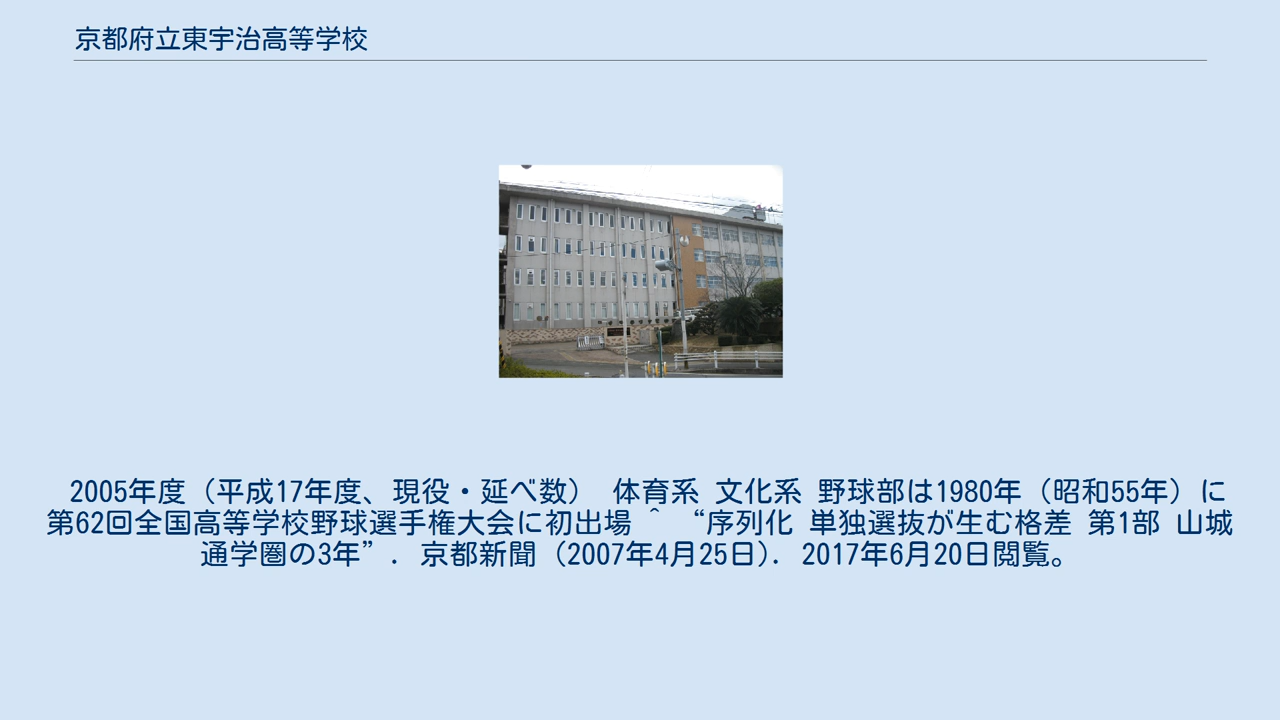 京都府立東宇治高等学校
2005年度（平成17年度、現役・延べ数） 体育系 文化系 野球部は1980年（昭和55年）に
第62回全国高等学校野球選手権大会に初出場 ^ “序列化 単独選抜が生む格差 第1部 山城
通学圏の3年”. 京都新聞 (2007年4月25日). 2017年6月20日閲覧。